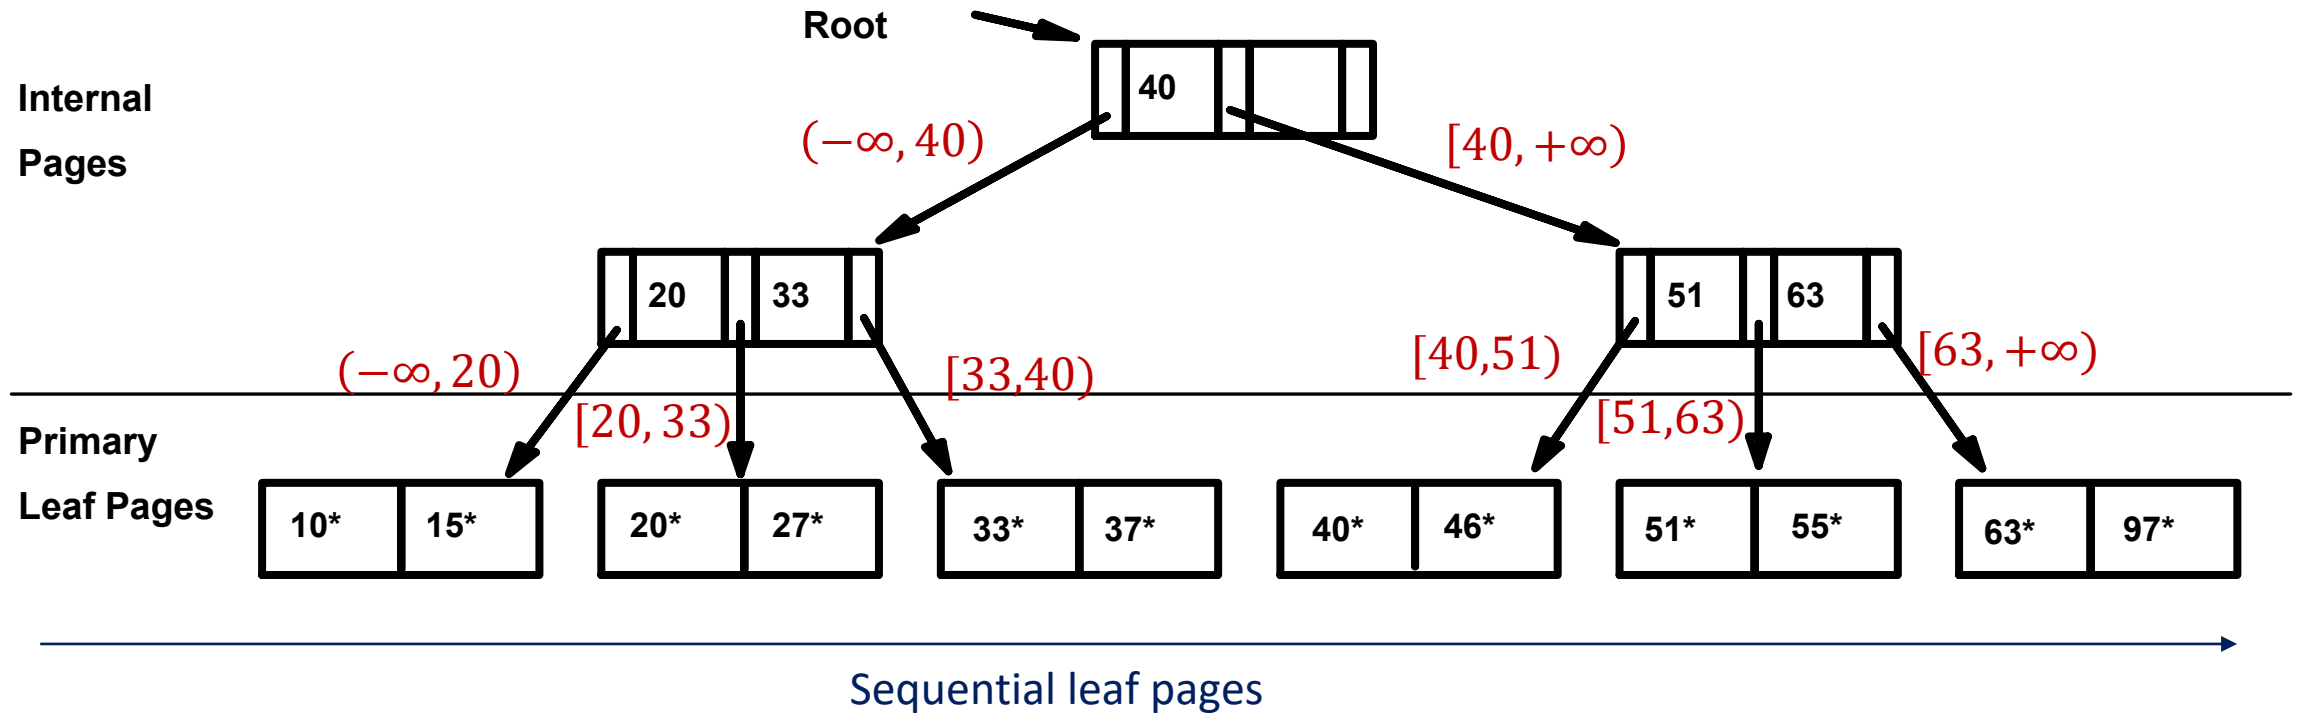 Root
Internal
Pages
40
(−∞, 40)
[40, +∞)
20 33
51 63
(−∞, 20)
[20, 33)
[33,40)
[40,51)
[51,63)
[63, +∞)
Primary
Leaf Pages
10* 15* 20* 27* 33* 37* 40* 46* 51* 55* 63* 97*
Sequential leaf pages